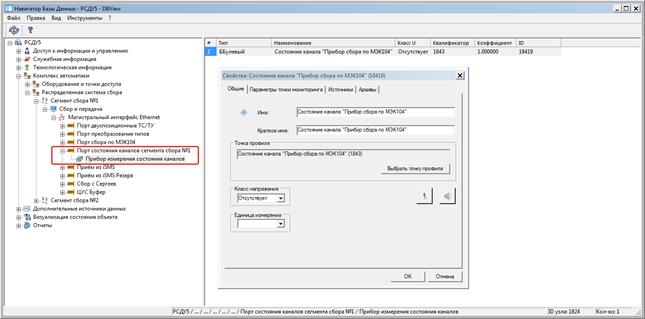 Навигатор Базы Данных - РСДУ5 - DBView
Файл Правка Вид Инструменты ?
РСДУ5
Доступ к информации и управлению
Служебная информация
Технологическая информация
Комплекс автоматики
Оборудование и точки доступа
Распределенная система сбора
Сегмент сбора №1
Сбор и передача
Магистральный интерфейс Ethernet
Порт двухпозиционные ТС/ТУ
Порт преобразования типов
Порт сбора по МЭК104
Порт состояния каналов сегмента сбора №1
Прибор измерения состояния каналов
Приём из iSMS
Приём из iSMS Резерв
Сбор с Сергеев
ЦУС Буфер
Сегмент сбора №2
Дополнительные источники данных
Визуализация состояния объекта
Отчеты
# Тип Наименование Класс U Квалификатор Коэффициент ID
1 ББулевый Состояние канала "Прибор сбора по МЭК104" Отсутствует 1843 1.000000 18419
Свойства: Состояние канала "Прибор сбора по МЭК104" (18419)
Общие Параметры точки мониторинга Источники Архивы
Имя: Состояние канала "Прибор сбора по МЭК104"
Краткое имя: Состояние канала "Прибор сбора по МЭК104"
Точка профиля
Состояние канала "Прибор сбора по МЭК104" (1843)
Выбрать точку профиля
Класс напряжения
Отсутствует
Единица измерения
OK Отмена
РСДУ5 / ... / ... / ... / ... / ... / Порт состояния каналов сегмента сбора №1 / Прибор измерения состояния каналов ID узла: 1824 Кол-во: 1